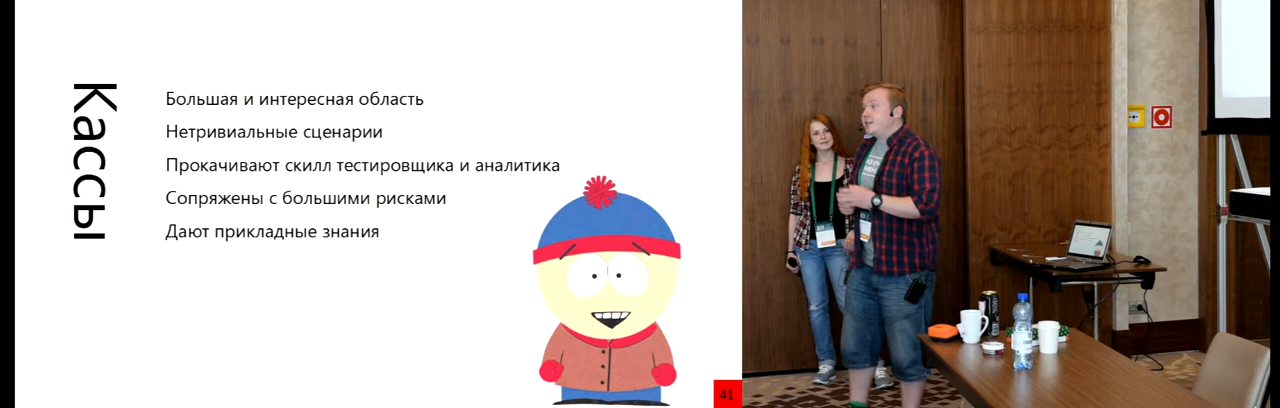 Кассы
Большая и интересная область
Нетривиальные сценарии
Прокачивают скилл тестировщика и аналитика
Сопряжены с большими рисками
Дают прикладные знания
41